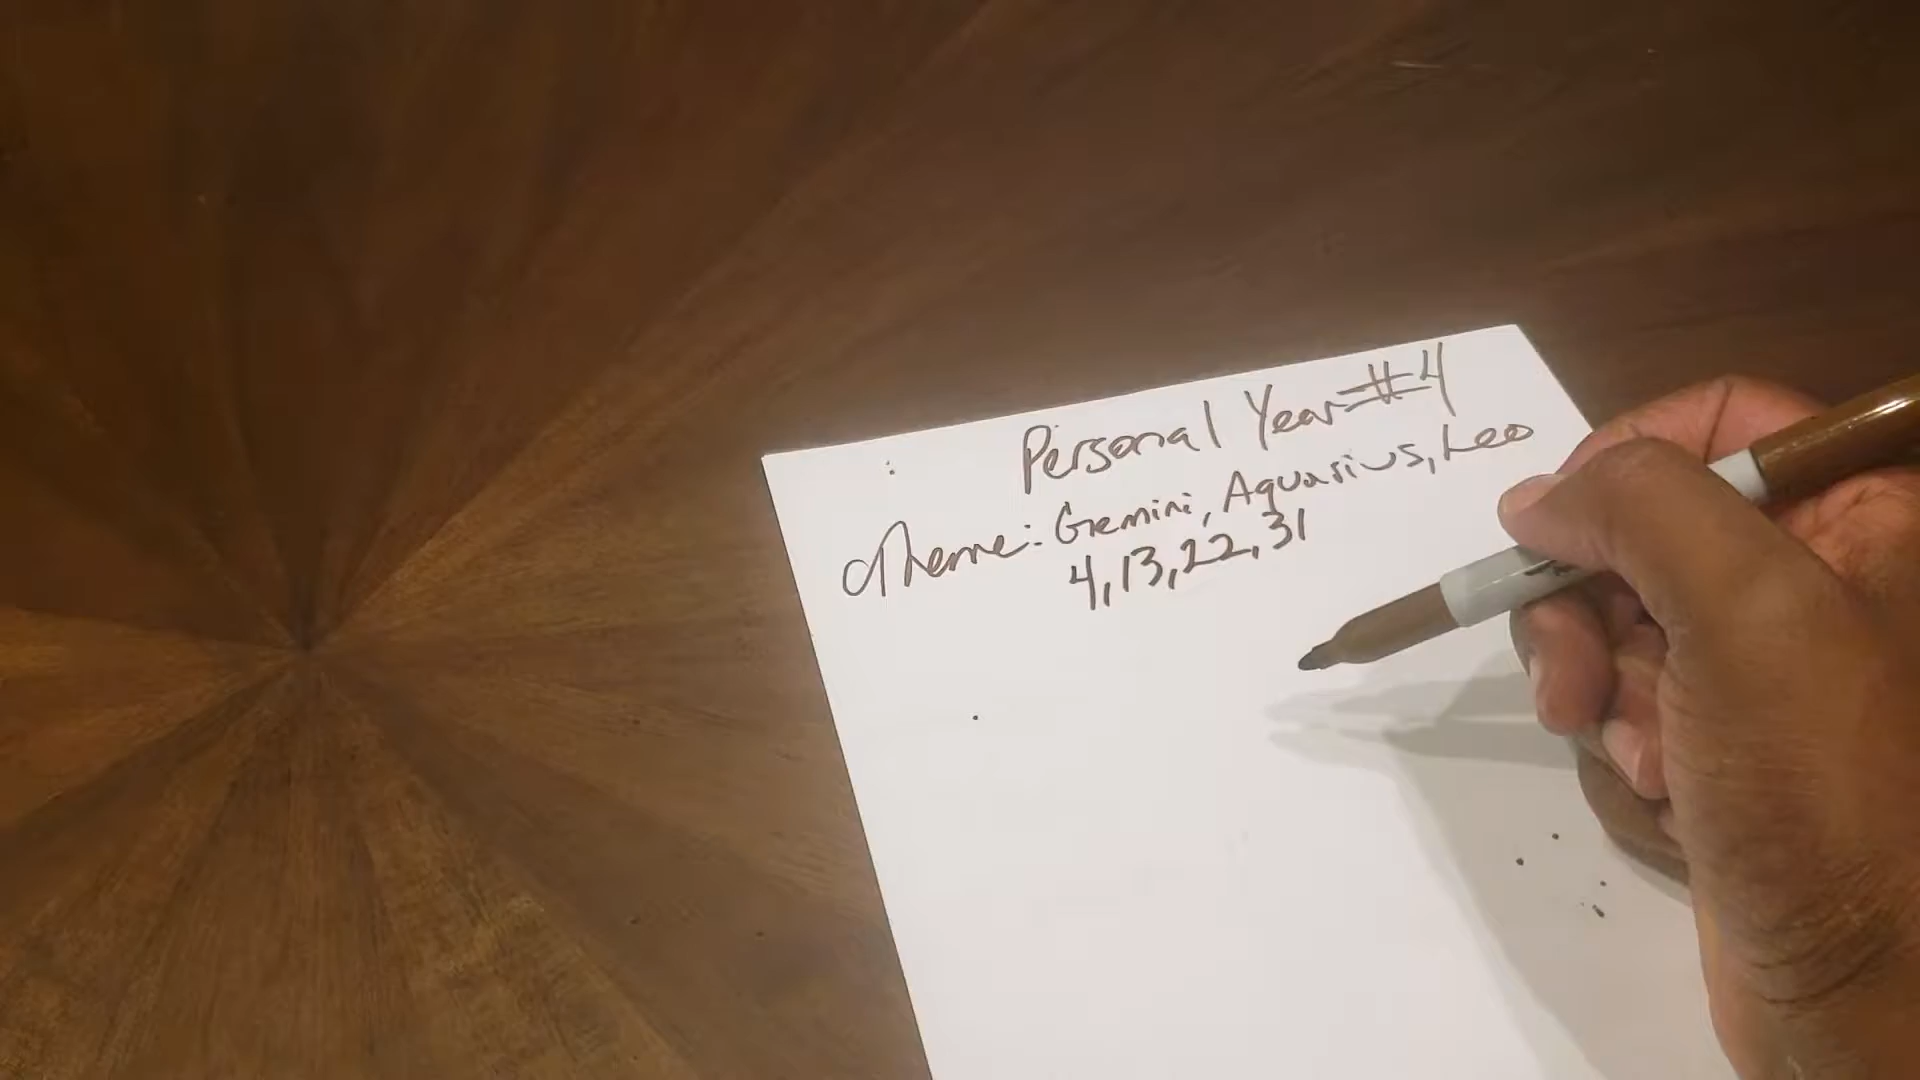 Personal Year #4
Theme: Gemini, Aquarius, Leo
4, 13, 22, 31